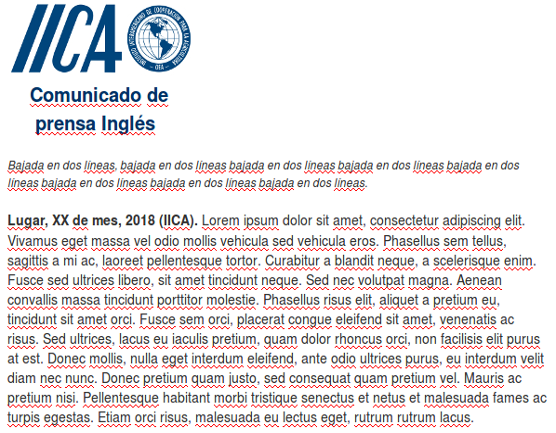 IICA
INSTITUTO INTERAMERICANO DE COOPERACIÓN PARA LA AGRICULTURA
OEA
Comunicado de
prensa Inglés
Bajada en dos líneas, bajada en dos líneas bajada en dos líneas bajada en dos líneas bajada en dos
líneas bajada en dos líneas bajada en dos líneas bajada en dos líneas.
Lugar, XX de mes, 2018 (IICA). Lorem ipsum dolor sit amet, consectetur adipiscing elit.
Vivamus eget massa vel odio mollis vehicula sed vehicula eros. Phasellus sem tellus,
sagittis a mi ac, laoreet pellentesque tortor. Curabitur a blandit neque, a scelerisque enim.
Fusce sed ultrices libero, sit amet tincidunt neque. Sed nec volutpat magna. Aenean
convallis massa tincidunt porttitor molestie. Phasellus risus elit, aliquet a pretium eu,
tincidunt sit amet orci. Fusce sem orci, placerat congue eleifend sit amet, venenatis ac
risus. Sed ultrices, lacus eu iaculis pretium, quam dolor rhoncus orci, non facilisis elit purus
at est. Donec mollis, nulla eget interdum eleifend, ante odio ultrices purus, eu interdum velit
diam nec nunc. Donec pretium quam justo, sed consequat quam pretium vel. Mauris ac
pretium nisi. Pellentesque habitant morbi tristique senectus et netus et malesuada fames ac
turpis egestas. Etiam orci risus, malesuada eu lectus eget, rutrum rutrum lacus.